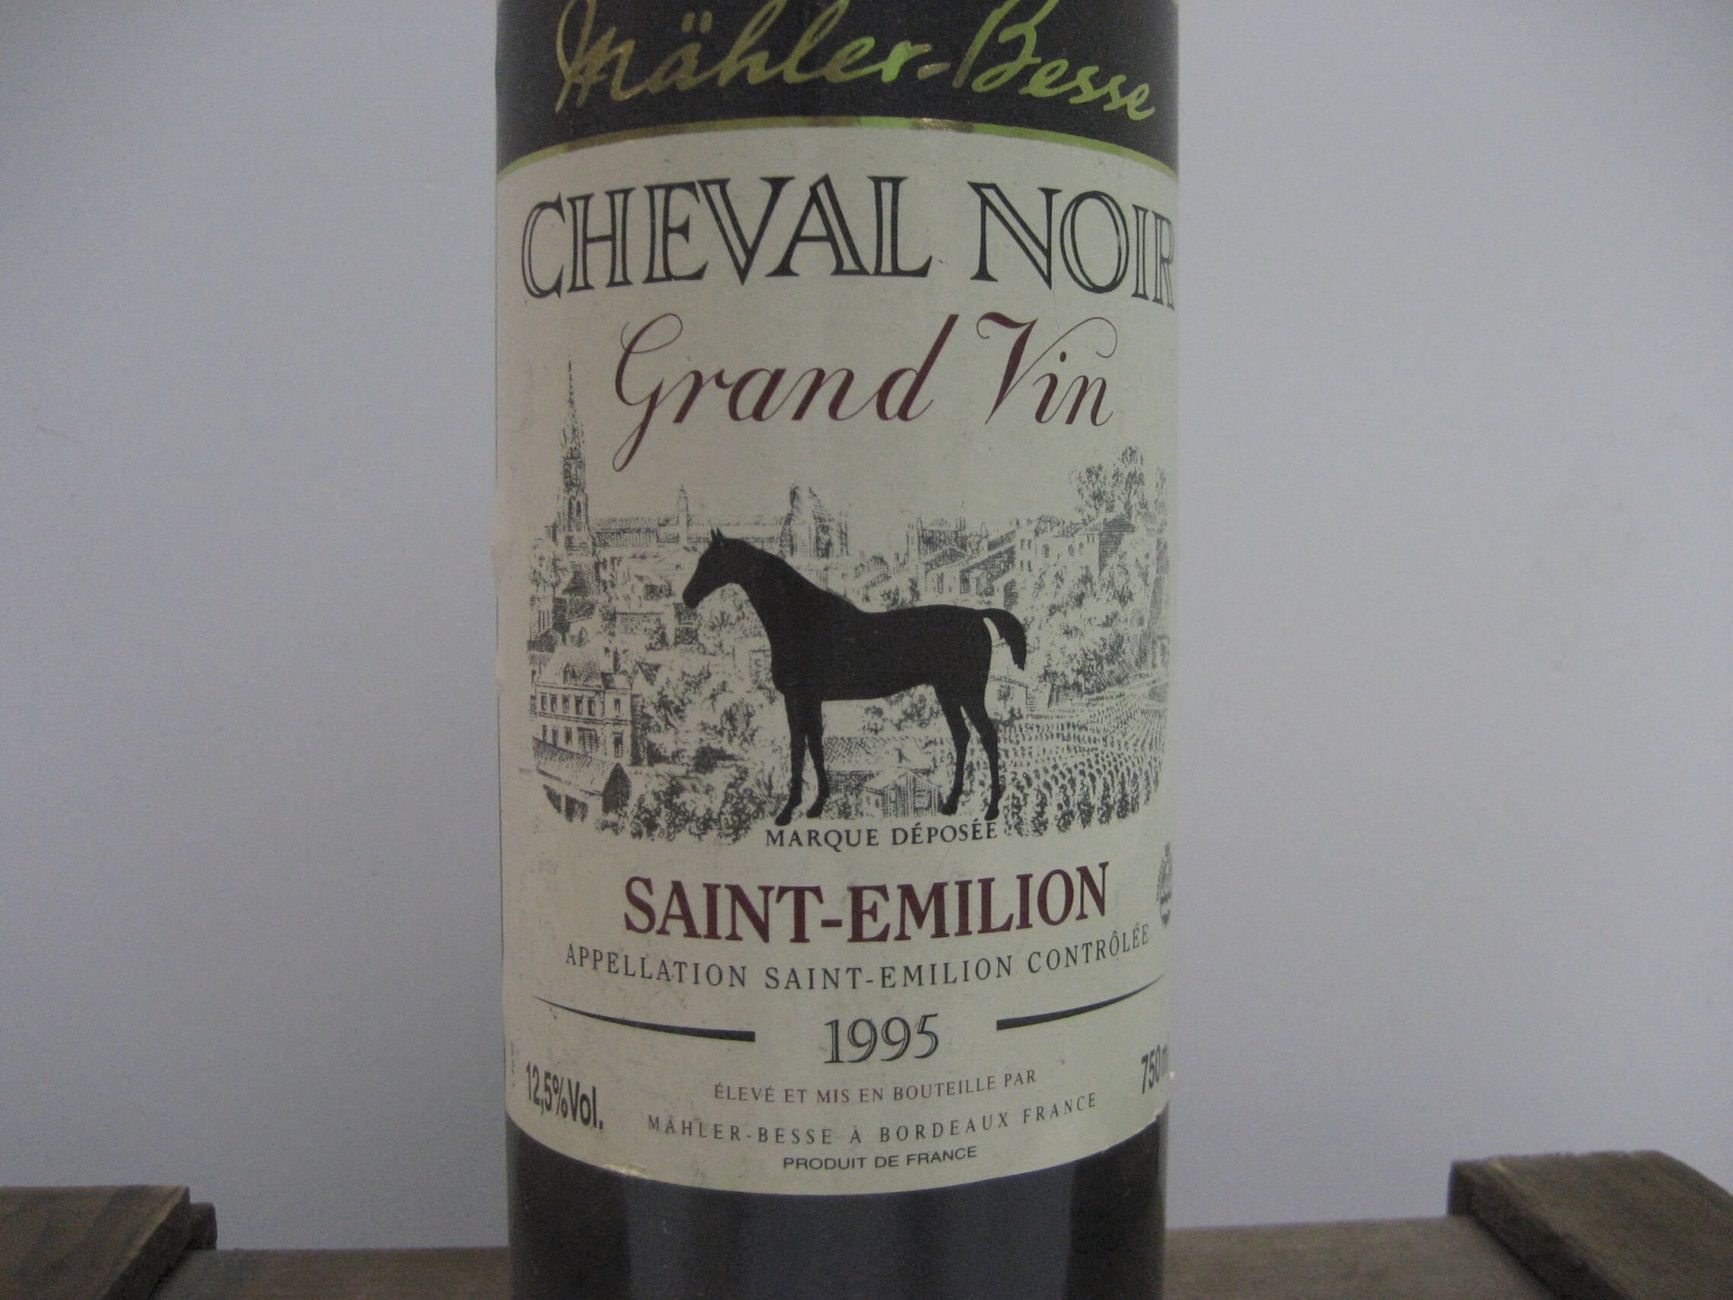 Mähler-Besse
CHEVAL NOIR
Grand Vin
MARQUE DÉPOSÉE
SAINT-EMILION
APPELLATION SAINT-EMILION CONTRÔLÉE
1995
12,5%Vol.
750m
ÉLEVÉ ET MIS EN BOUTEILLE PAR
MÄHLER-BESSE À BORDEAUX FRANCE
PRODUIT DE FRANCE